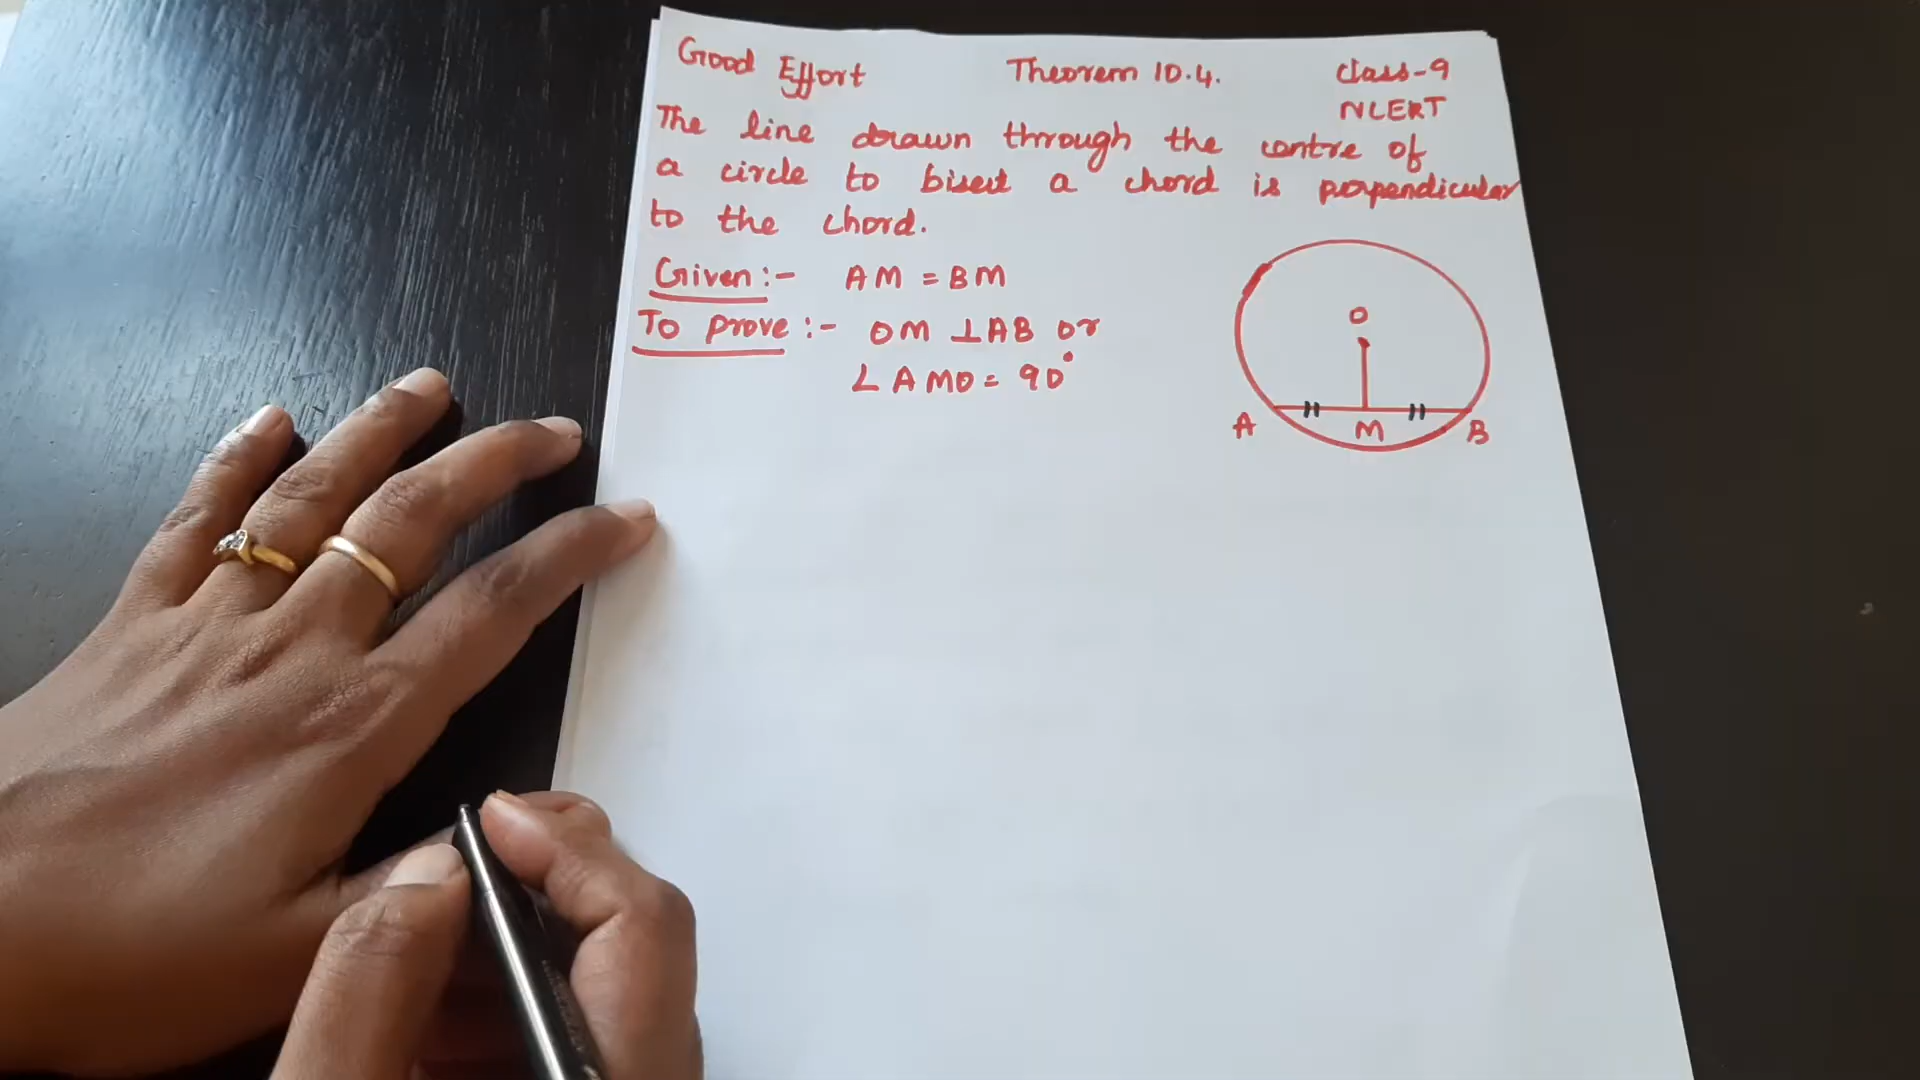 Good Effort Theorem 10.4. Class-9
NCERT
The line drawn through the centre of
a circle to bisect a chord is perpendicular
to the chord.
Given :- AM = BM
To prove :- OM ⊥ AB or
∠AMO = 90°
O
A M B